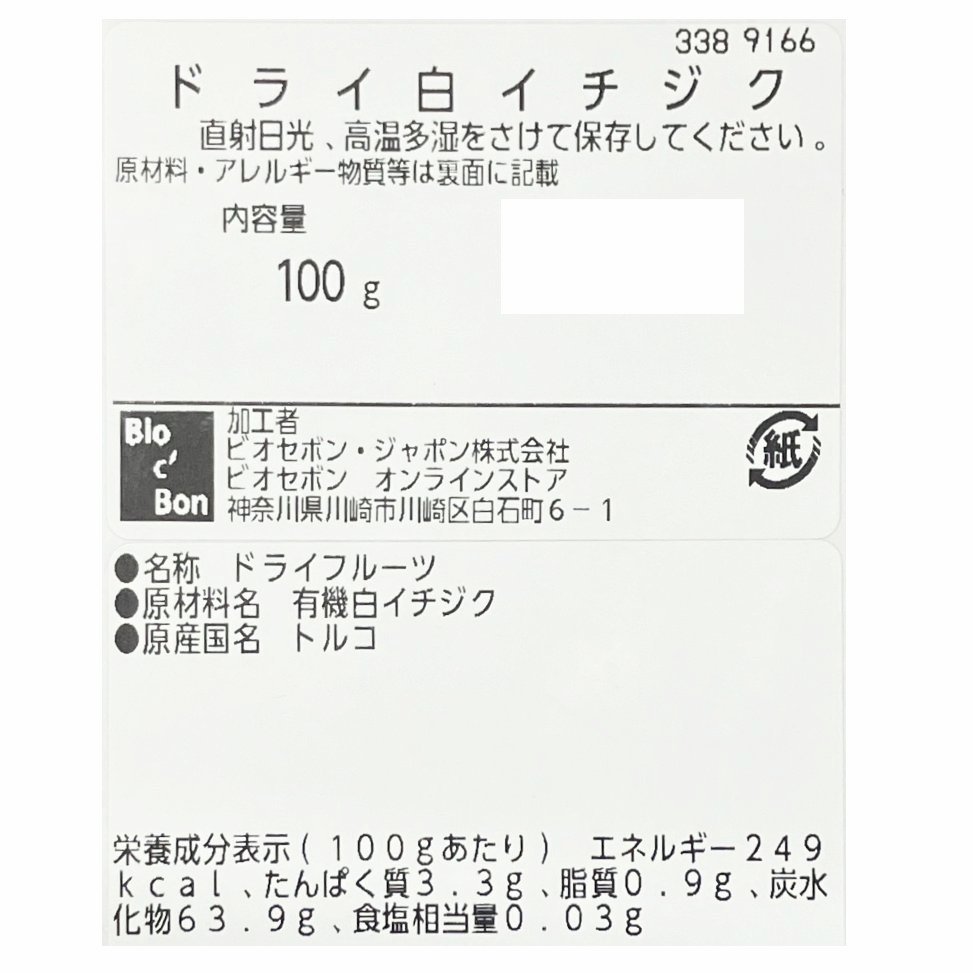 338 9166
ドライ白イチジク
直射日光、高温多湿をさけて保存してください。
原材料・アレルギー物質等は裏面に記載
内容量
100 g
Bio
c'
Bon
加工者
ビオセボン・ジャポン株式会社
ビオセボン　オンラインストア
神奈川県川崎市川崎区白石町６－１
紙
●名称　ドライフルーツ
●原材料名　有機白イチジク
●原産国名　トルコ
栄養成分表示(１００ｇあたり)　エネルギー２４９
ｋｃａｌ、たんぱく質３．３ｇ、脂質０．９ｇ、炭水
化物６３．９ｇ、食塩相当量０．０３ｇ